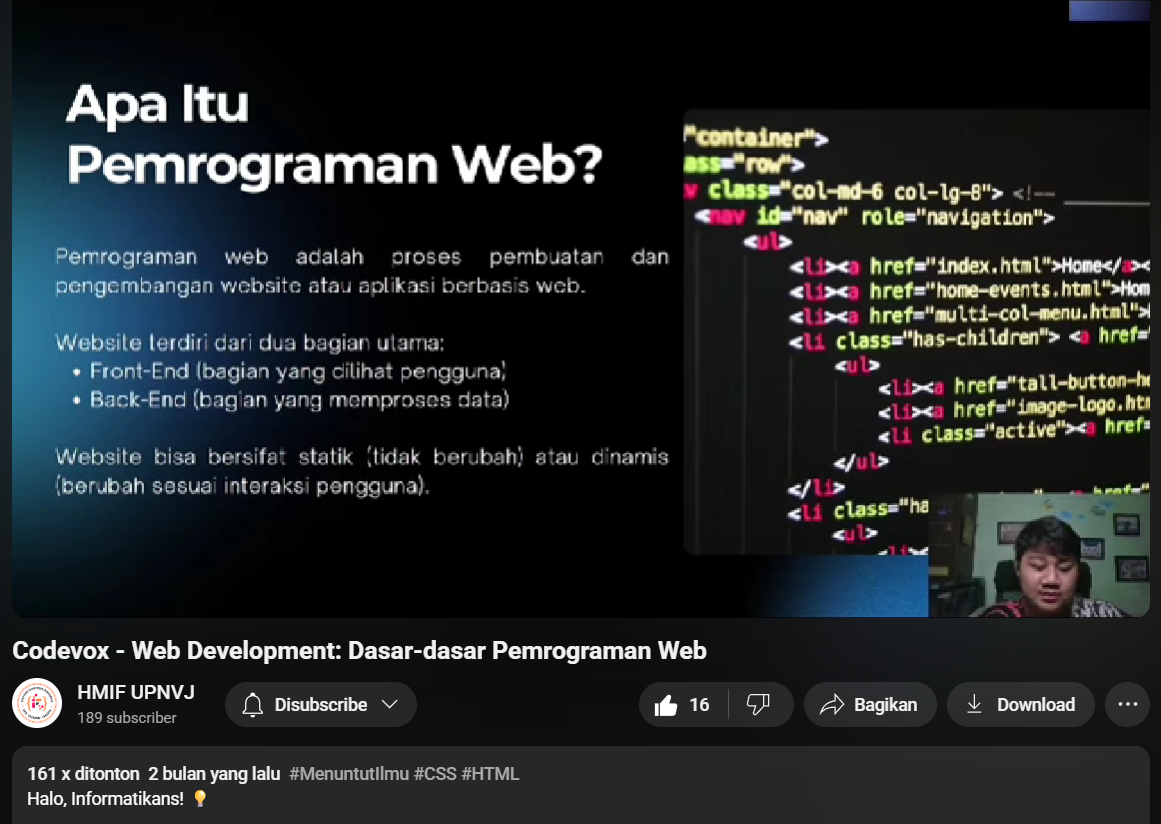 Apa Itu
Pemrograman Web?
Pemrograman web adalah proses pembuatan dan
pengembangan website atau aplikasi berbasis web.
Website terdiri dari dua bagian utama:
• Front-End (bagian yang dilihat pengguna)
• Back-End (bagian yang memproses data)
Website bisa bersifat statik (tidak berubah) atau dinamis
(berubah sesuai interaksi pengguna).
"container">
ass="row">
v class="col-md-6 col-lg-8"> <!--
<nav id="nav" role="navigation">
<ul>
<li><a href="index.html">Home</a><
<li><a href="home-events.html">Hom
<li><a href="multi-col-menu.html">
<li class="has-children"> <a href=
<ul>
<li><a href="tall-button-he
<li><a href="image-logo.htm
<li class="active"><a href=
</ul>
</li>
<li class="ha
<ul>
<li><
Codevox - Web Development: Dasar-dasar Pemrograman Web
HMIF UPNVJ
189 subscriber
Disubscribe
16
Bagikan
Download
161 x ditonton 2 bulan yang lalu #MenuntutIlmu #CSS #HTML
Halo, Informatikans! 💡